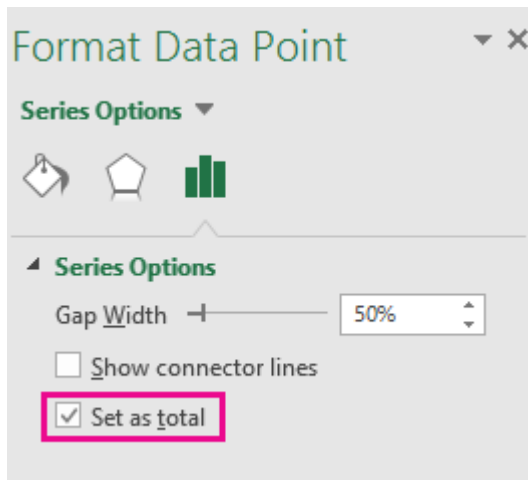 Format Data Point
Series Options
Series Options
Gap Width 50%
Show connector lines
Set as total